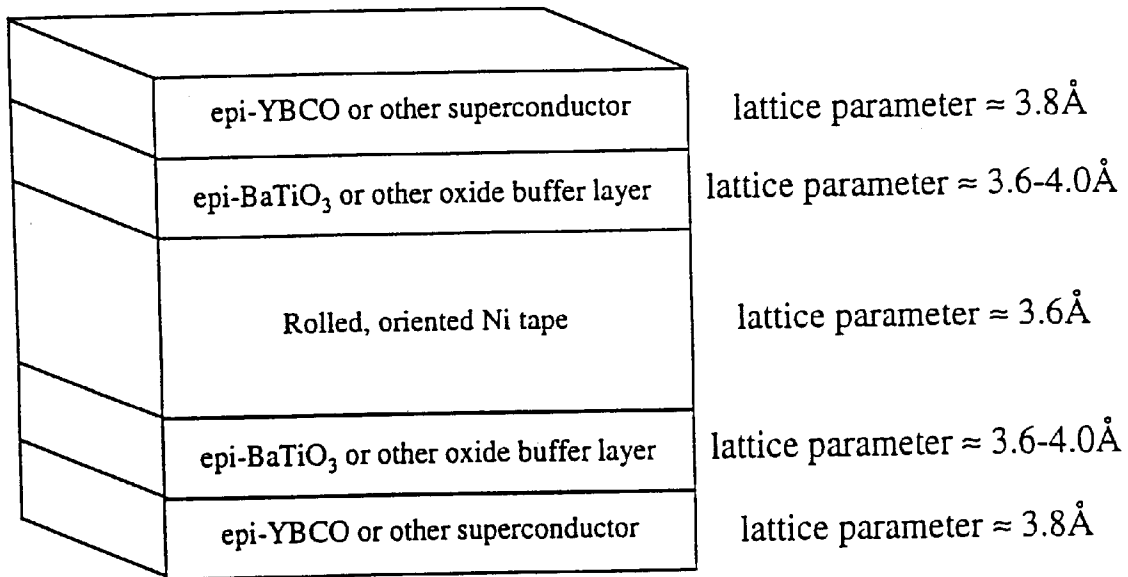 epi-YBCO or other superconductor lattice parameter ≈ 3.8Å
epi-BaTiO₃ or other oxide buffer layer lattice parameter ≈ 3.6-4.0Å
Rolled, oriented Ni tape lattice parameter ≈ 3.6Å
epi-BaTiO₃ or other oxide buffer layer lattice parameter ≈ 3.6-4.0Å
epi-YBCO or other superconductor lattice parameter ≈ 3.8Å